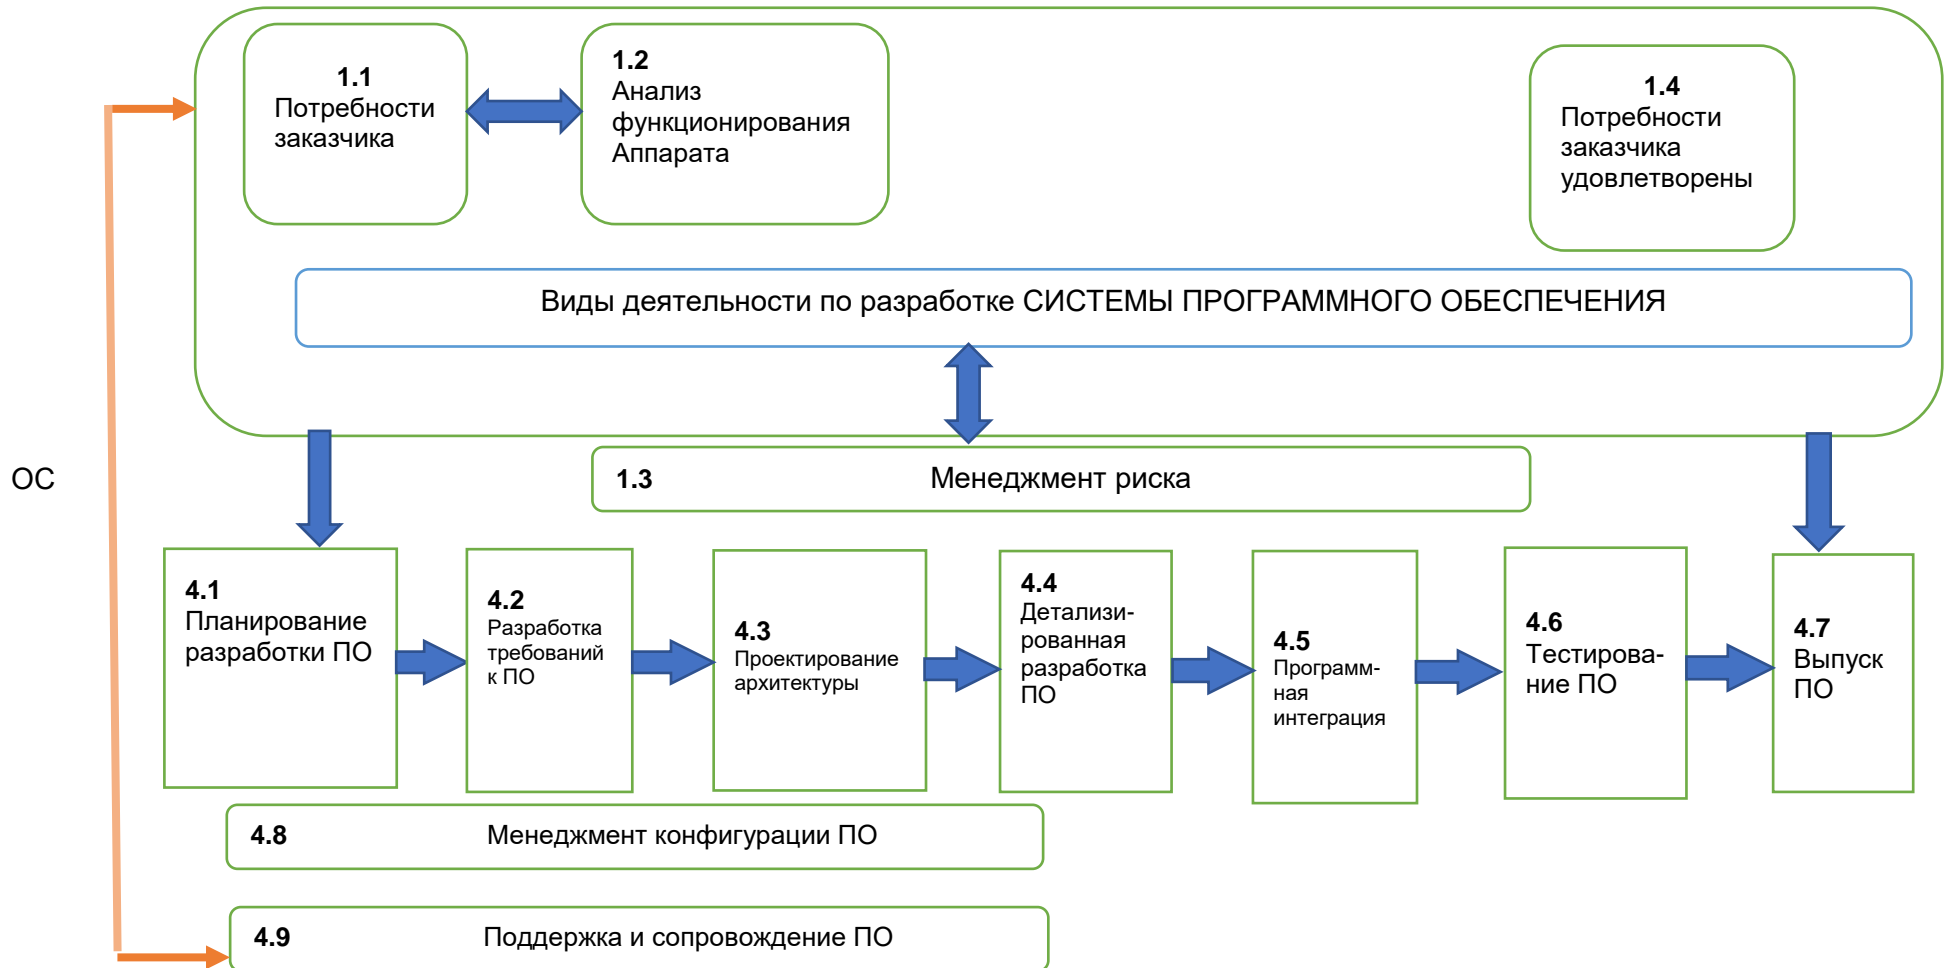 1.1
Потребности
заказчика
1.2
Анализ
функционирования
Аппарата
1.4
Потребности
заказчика
удовлетворены
Виды деятельности по разработке СИСТЕМЫ ПРОГРАММНОГО ОБЕСПЕЧЕНИЯ
ОС
1.3 Менеджмент риска
4.1
Планирование
разработки ПО
4.2
Разработка
требований
к ПО
4.3
Проектирование
архитектуры
4.4
Детализи-
рованная
разработка
ПО
4.5
Программ-
ная
интеграция
4.6
Тестирова-
ние ПО
4.7
Выпуск
ПО
4.8 Менеджмент конфигурации ПО
4.9 Поддержка и сопровождение ПО